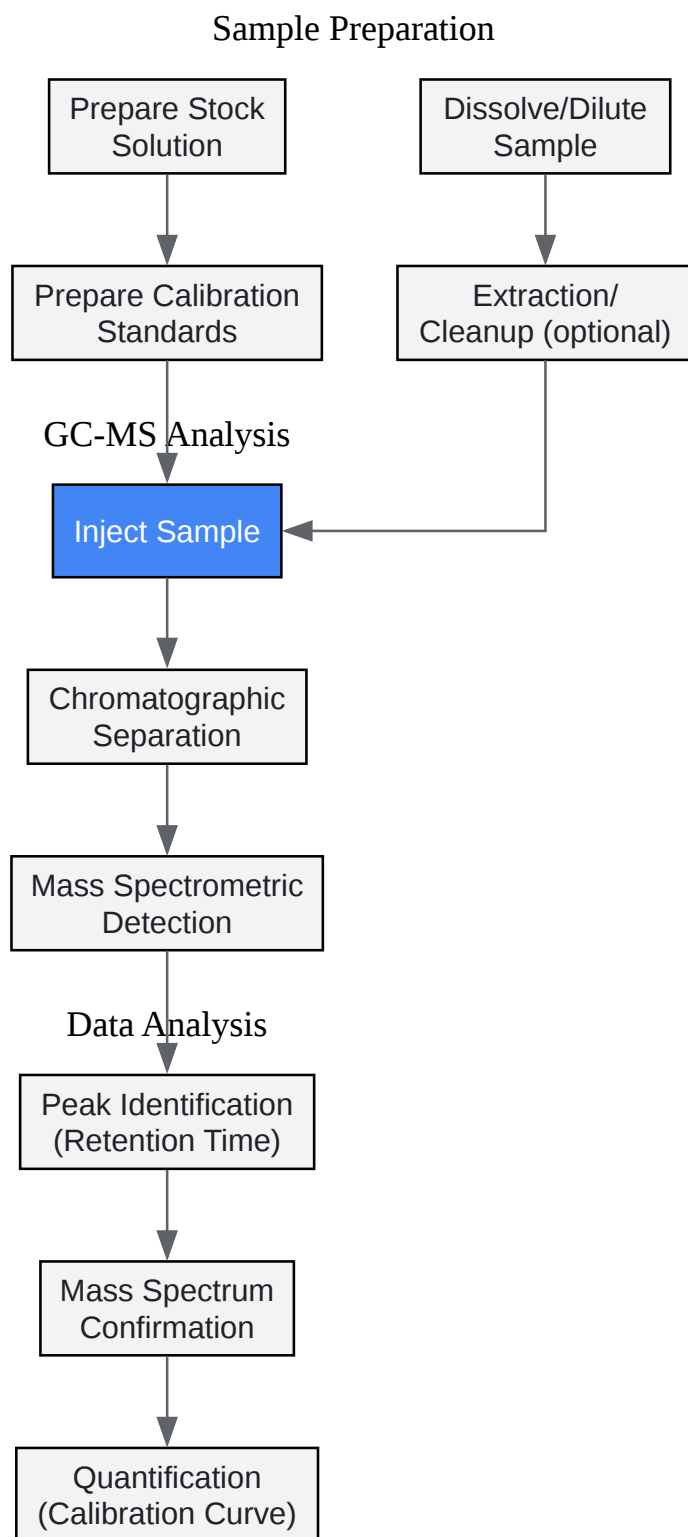 Sample Preparation
Prepare Stock
Solution
Dissolve/Dilute
Sample
Prepare Calibration
Standards
Extraction/
Cleanup (optional)
GC-MS Analysis
Inject Sample
Chromatographic
Separation
Mass Spectrometric
Detection
Data Analysis
Peak Identification
(Retention Time)
Mass Spectrum
Confirmation
Quantification
(Calibration Curve)